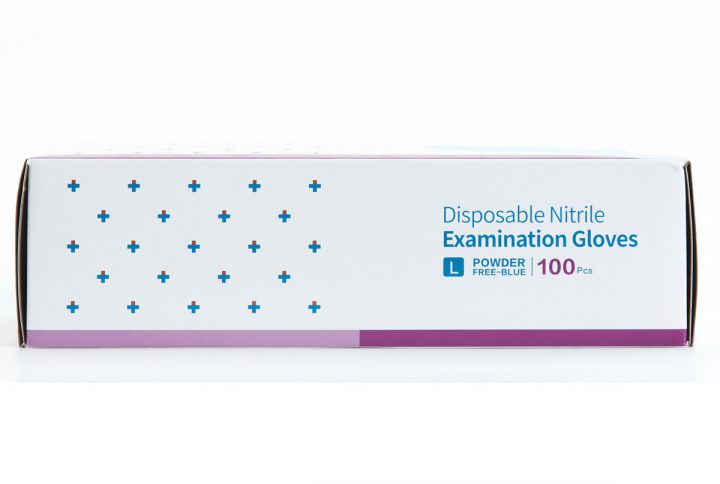 Disposable Nitrile
Examination Gloves
L POWDER FREE-BLUE 100 Pcs